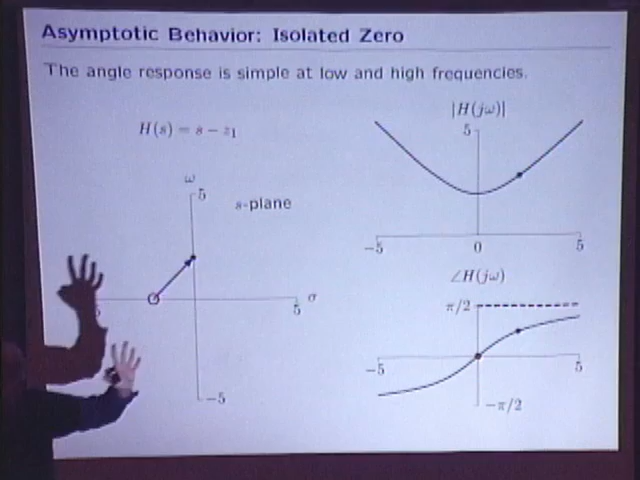 Asymptotic Behavior: Isolated Zero
The angle response is simple at low and high frequencies.
H(s) = s − z₁
ω
5
s-plane
σ
5
5
−5
|H(jω)|
5
−5
0
5
∠H(jω)
π/2
−5
5
−π/2